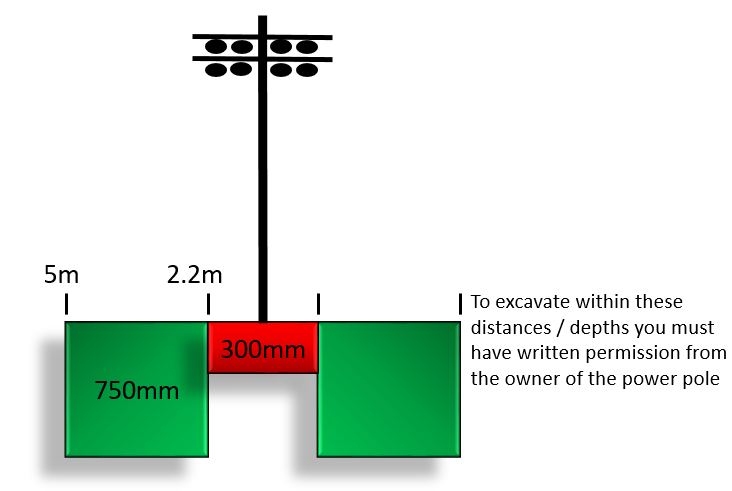 5m
2.2m
300mm
750mm
To excavate within these
distances / depths you must
have written permission from
the owner of the power pole